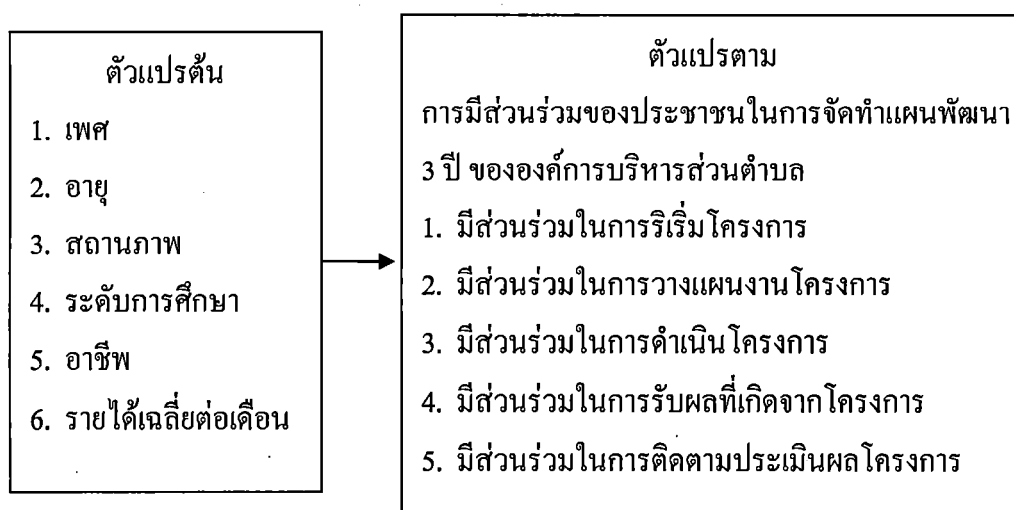 ตัวแปรต้น
1. เพศ
2. อายุ
3. สถานภาพ
4. ระดับการศึกษา
5. อาชีพ
6. รายได้เฉลี่ยต่อเดือน
ตัวแปรตาม
การมีส่วนร่วมของประชาชนในการจัดทำแผนพัฒนา
3 ปี ขององค์การบริหารส่วนตำบล
1. มีส่วนร่วมในการริเริ่มโครงการ
2. มีส่วนร่วมในการวางแผนงานโครงการ
3. มีส่วนร่วมในการดำเนินโครงการ
4. มีส่วนร่วมในการรับผลที่เกิดจากโครงการ
5. มีส่วนร่วมในการติดตามประเมินผลโครงการ